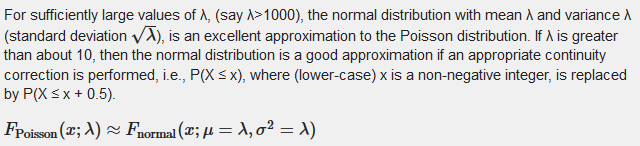 For sufficiently large values of λ, (say λ>1000), the normal distribution with mean λ and variance λ
(standard deviation √λ), is an excellent approximation to the Poisson distribution. If λ is greater
than about 10, then the normal distribution is a good approximation if an appropriate continuity
correction is performed, i.e., P(X ≤ x), where (lower-case) x is a non-negative integer, is replaced
by P(X ≤ x + 0.5).
F_Poisson(x; λ) ≈ F_normal(x; μ = λ, σ² = λ)